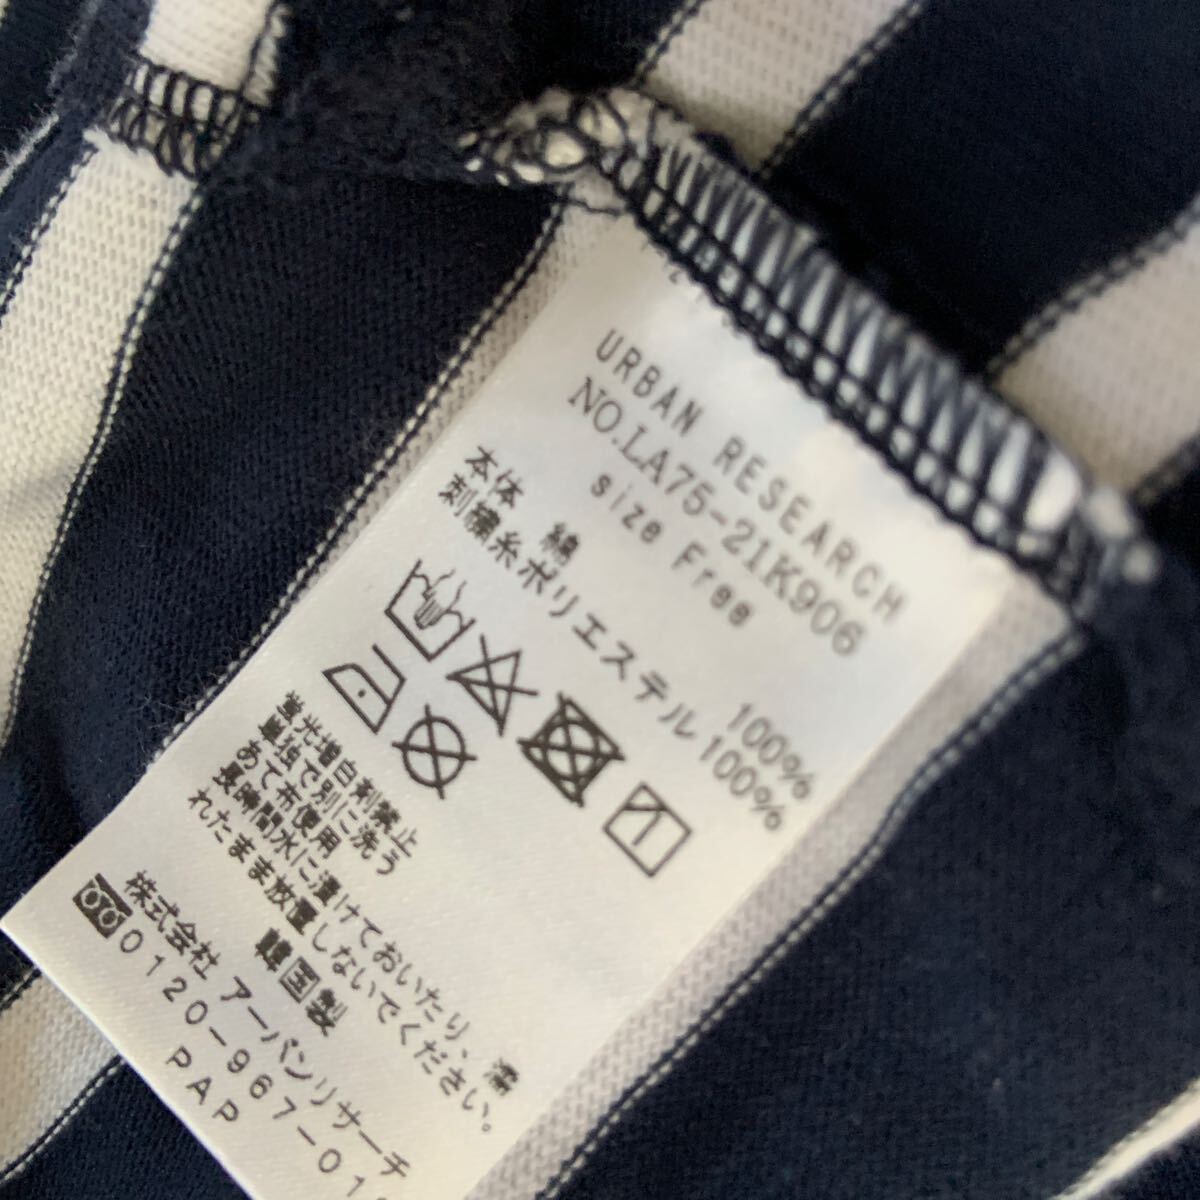 URBAN RESEARCH
NO.LA75-21K906
size Free
本体 綿 100%
刺繍糸ポリエステル100%
蛍光増白剤禁止
単独で別に洗う
あて布使用
長時間水に漬けておいたり、濡
れたまま放置しないでください。
韓国製
株式会社 アーバンリサーチ
0120-967-01
PAP